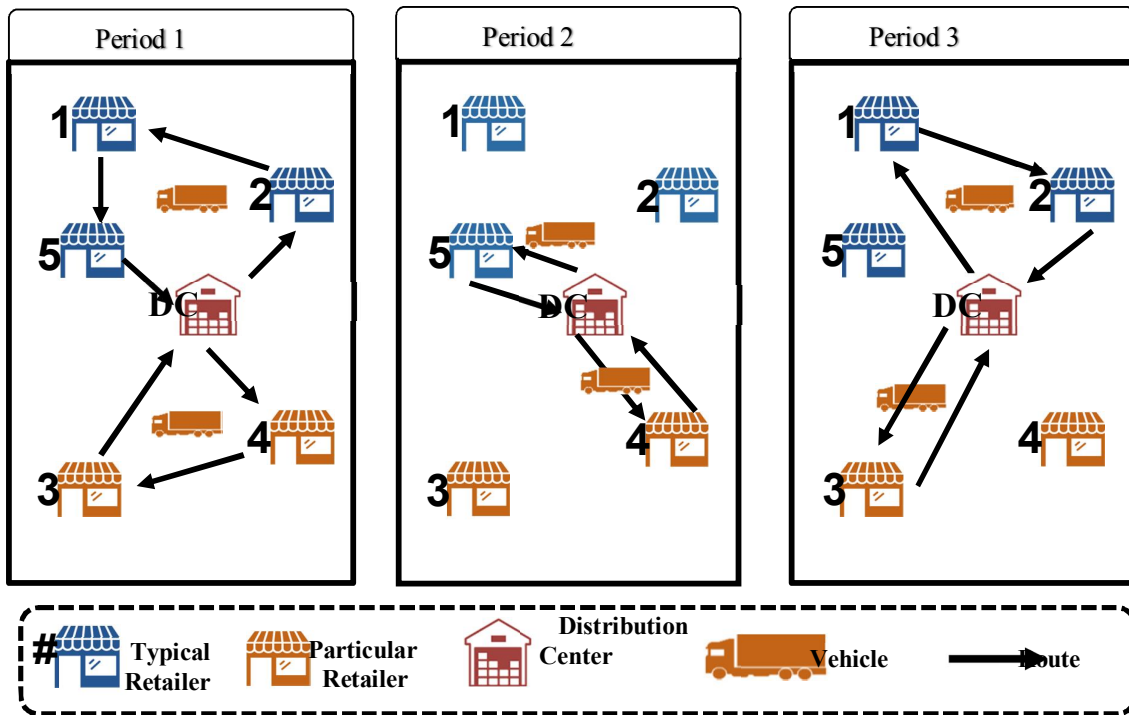 Period 1
Period 2
Period 3
1
2
5
DC
4
3
1
2
5
DC
4
3
1
2
5
DC
4
3
#
Typical
Retailer
Particular
Retailer
Distribution
Center
Vehicle
Route